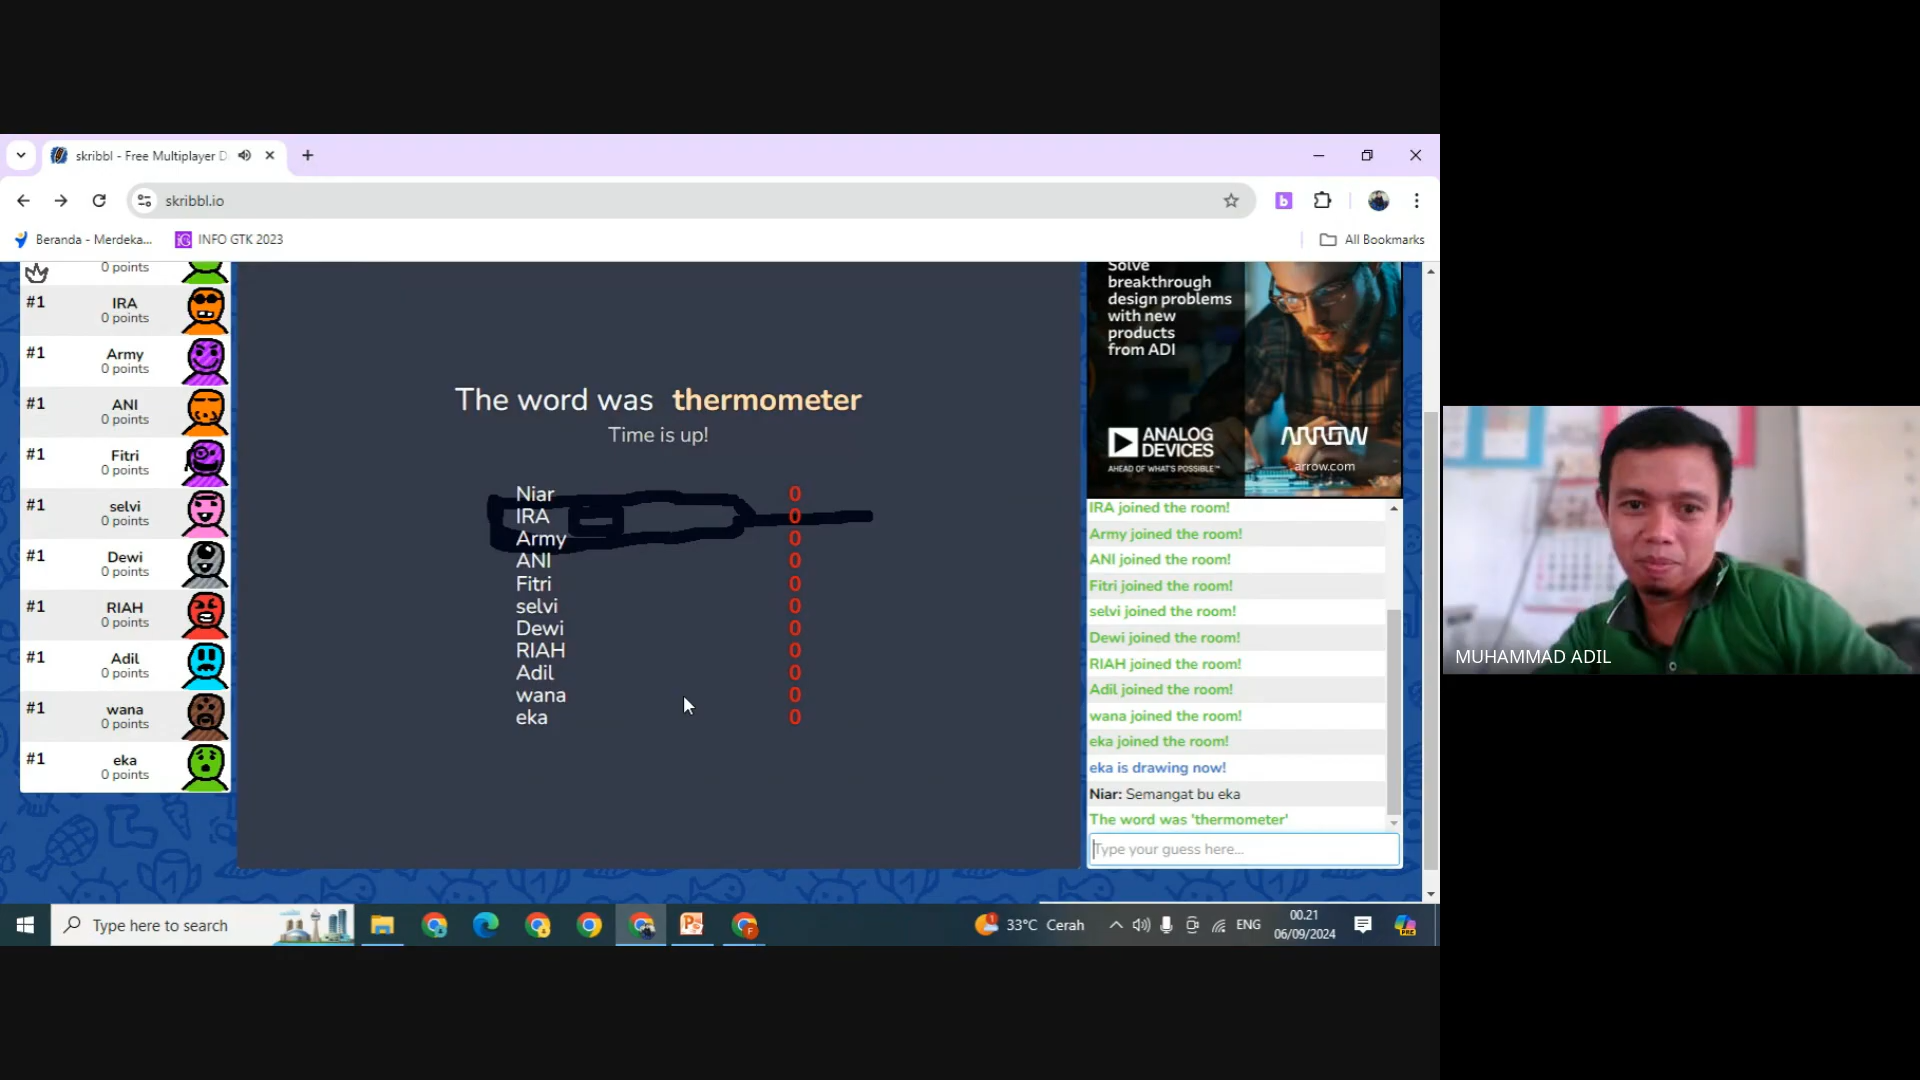 skribbl - Free Multiplayer D
skribbl.io
Beranda - Merdeka...
INFO GTK 2023
All Bookmarks
0 points
#1 IRA
0 points
#1 Army
0 points
#1 ANI
0 points
#1 Fitri
0 points
#1 selvi
0 points
#1 Dewi
0 points
#1 RIAH
0 points
#1 Adil
0 points
#1 wana
0 points
#1 eka
0 points
The word was thermometer
Time is up!
Niar 0
IRA 0
Army 0
ANI 0
Fitri 0
selvi 0
Dewi 0
RIAH 0
Adil 0
wana 0
eka 0
Solve
breakthrough
design problems
with new
products
from ADI
ANALOG
DEVICES
AHEAD OF WHAT'S POSSIBLE™
ARROW
arrow.com
IRA joined the room!
Army joined the room!
ANI joined the room!
Fitri joined the room!
selvi joined the room!
Dewi joined the room!
RIAH joined the room!
Adil joined the room!
wana joined the room!
eka joined the room!
eka is drawing now!
Niar: Semangat bu eka
The word was 'thermometer'
Type your guess here...
MUHAMMAD ADIL
Type here to search
33°C Cerah
ENG
00.21
06/09/2024